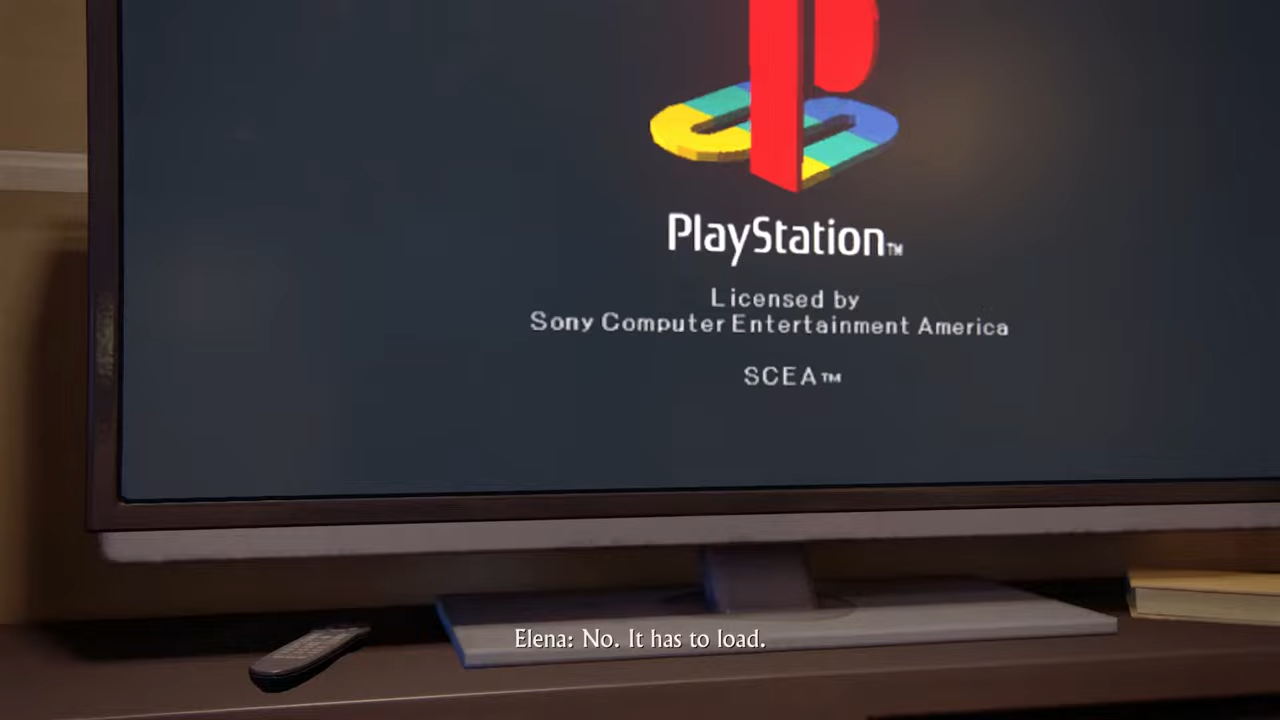 PlayStation™
Licensed by
Sony Computer Entertainment America
SCEA™
Elena: No. It has to load.